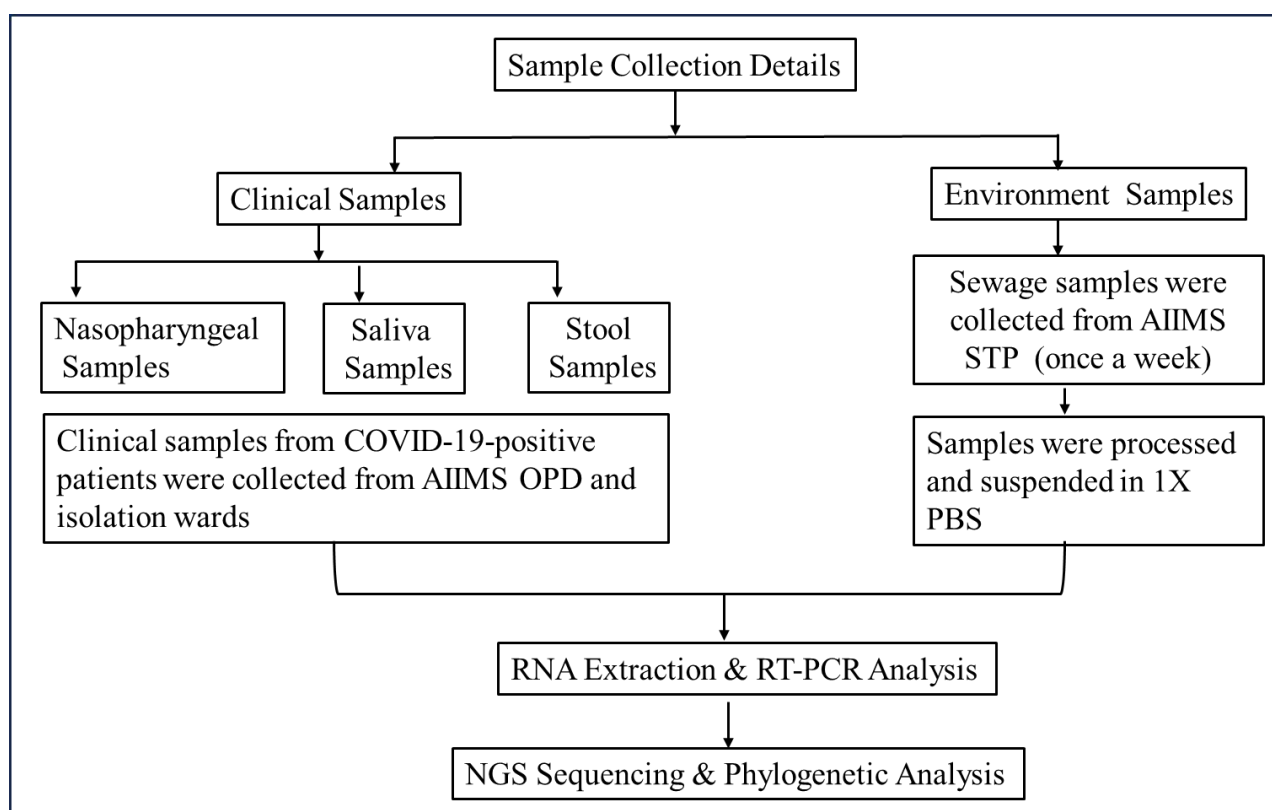 Sample Collection Details
Clinical Samples
Environment Samples
Nasopharyngeal
Samples
Saliva
Samples
Stool
Samples
Sewage samples were
collected from AIIMS
STP (once a week)
Clinical samples from COVID-19-positive
patients were collected from AIIMS OPD and
isolation wards
Samples were processed
and suspended in 1X
PBS
RNA Extraction & RT-PCR Analysis
NGS Sequencing & Phylogenetic Analysis